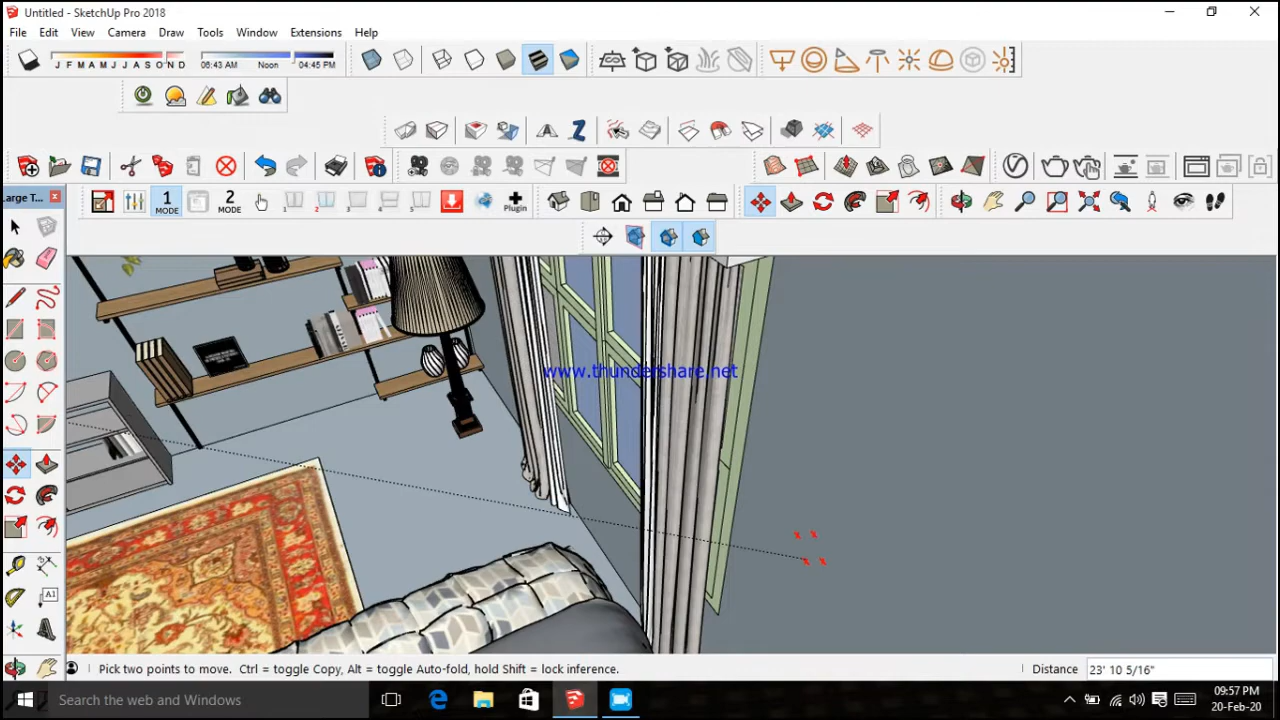 Untitled - SketchUp Pro 2018
File Edit View Camera Draw Tools Window Extensions Help
J F M A M J J A S O N D 06:43 AM Noon 04:45 PM
Large T...
1 MODE 2 MODE Plugin
www.thundershare.net
A1
Pick two points to move. Ctrl = toggle Copy, Alt = toggle Auto-fold, hold Shift = lock inference. Distance 23' 10 5/16"
Search the web and Windows
09:57 PM
20-Feb-20